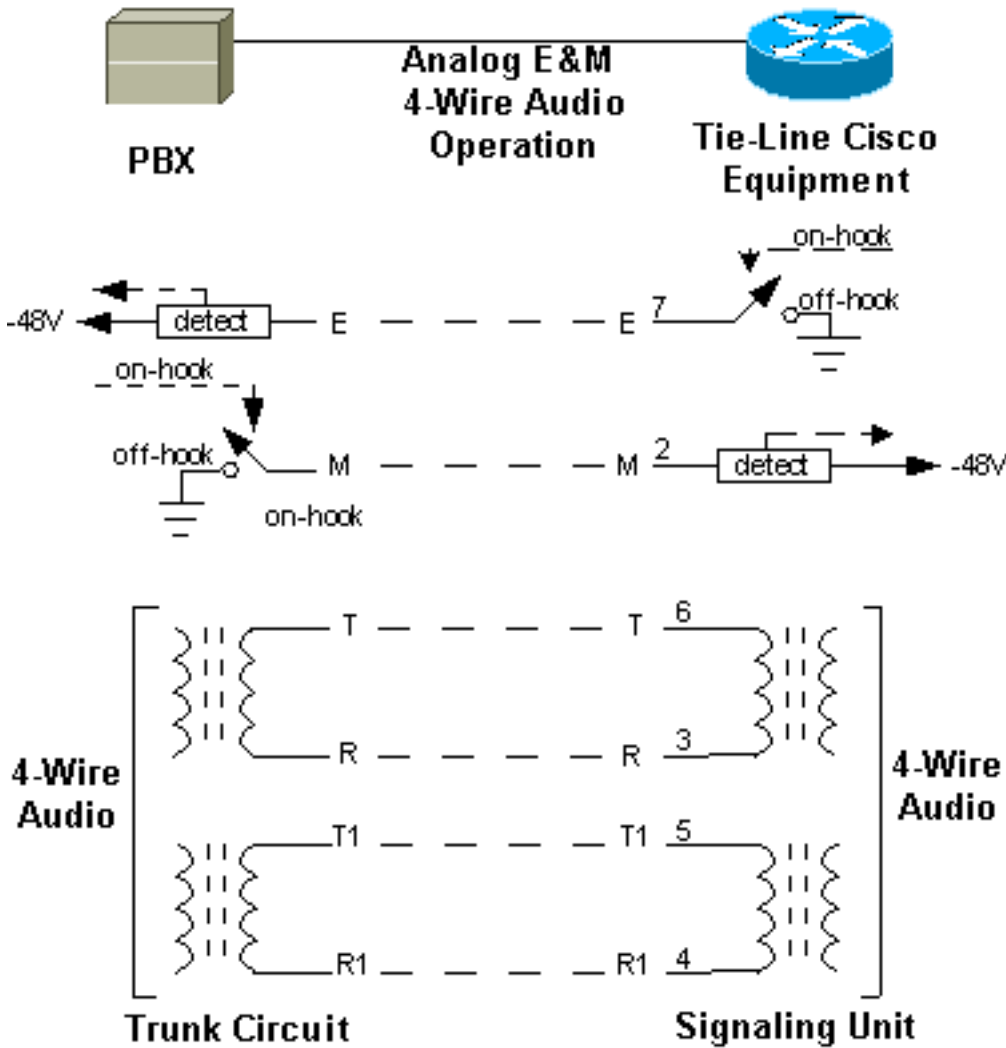 Analog E&M
4-Wire Audio
Operation
PBX
Tie-Line Cisco
Equipment
on-hook
-48V
detect
E
E
7
off-hook
on-hook
off-hook
M
M
2
detect
-48V
on-hook
T
T
6
R
R
3
4-Wire
Audio
4-Wire
Audio
T1
T1
5
R1
R1
4
Trunk Circuit
Signaling Unit